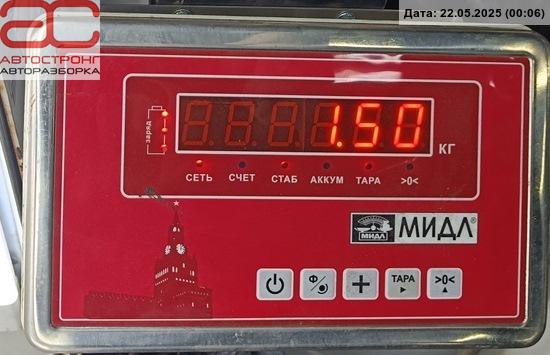 Дата: 22.05.2025 (00:06)
АС
АВТОСТРОНГ
АВТОРАЗБОРКА
заряд
1.50
КГ
СЕТЬ СЧЕТ СТАБ АККУМ ТАРА >0<
МИДЛ МИДЛ®
Ф/ + ТАРА >0<